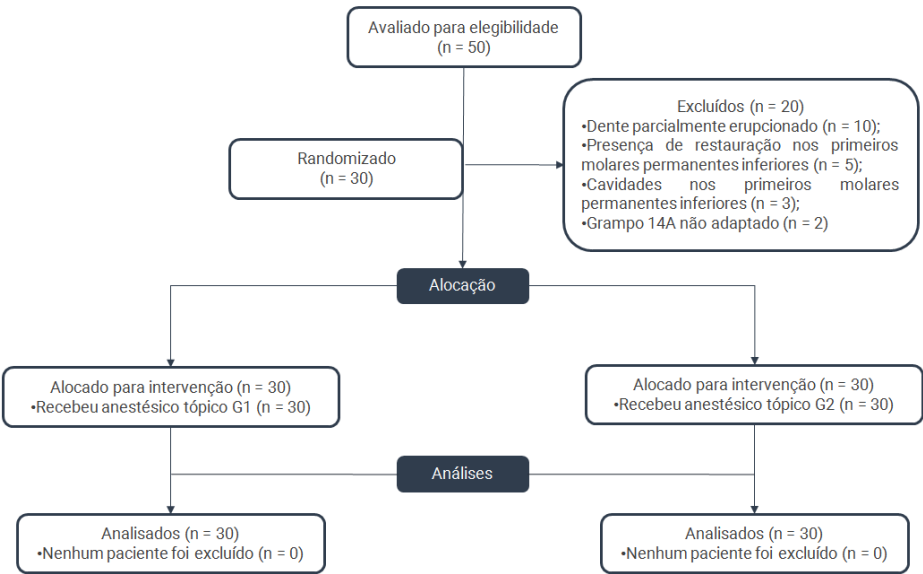 Avaliado para elegibilidade
(n = 50)
Excluídos (n = 20)
•Dente parcialmente erupcionado (n = 10);
•Presença de restauração nos primeiros
molares permanentes inferiores (n = 5);
•Cavidades nos primeiros molares
permanentes inferiores (n = 3);
•Grampo 14A não adaptado (n = 2)
Randomizado
(n = 30)
Alocação
Alocado para intervenção (n = 30)
•Recebeu anestésico tópico G1 (n = 30)
Alocado para intervenção (n = 30)
•Recebeu anestésico tópico G2 (n = 30)
Análises
Analisados (n = 30)
•Nenhum paciente foi excluído (n = 0)
Analisados (n = 30)
•Nenhum paciente foi excluído (n = 0)